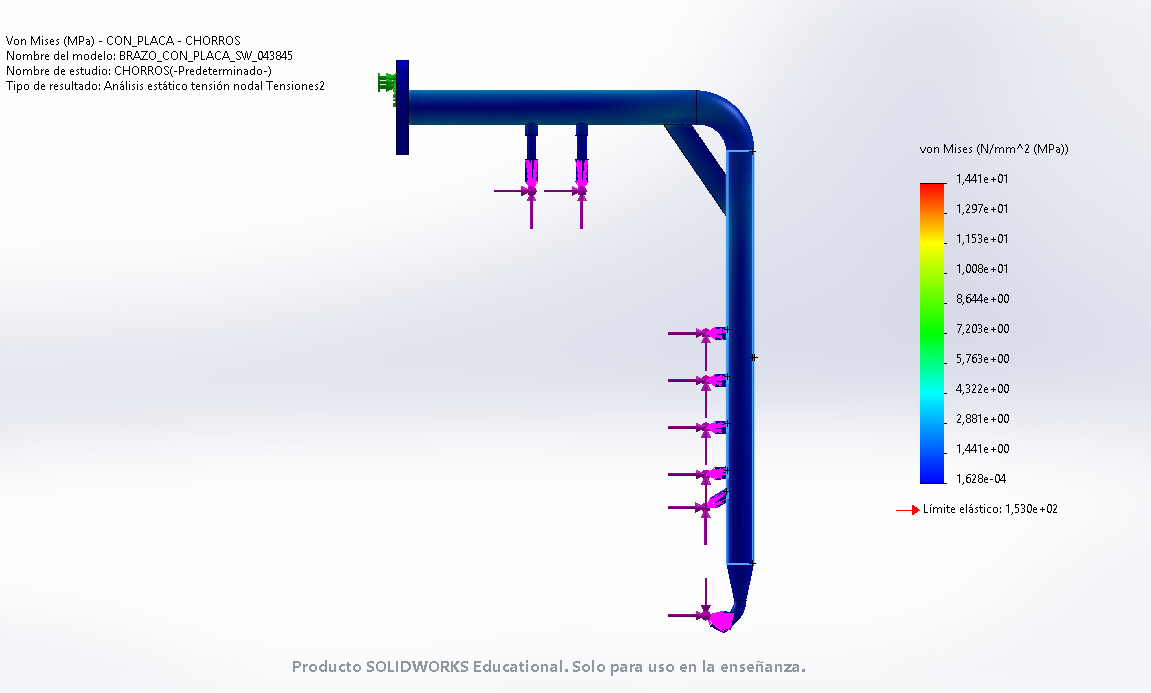 Von Mises (MPa) - CON_PLACA - CHORROS
Nombre del modelo: BRAZO_CON_PLACA_SW_043845
Nombre de estudio: CHORROS(-Predeterminado-)
Tipo de resultado: Análisis estático tensión nodal Tensiones2
von Mises (N/mm^2 (MPa))
1,441e+01
1,297e+01
1,153e+01
1,008e+01
8,644e+00
7,203e+00
5,763e+00
4,322e+00
2,881e+00
1,441e+00
1,628e-04
Límite elástico: 1,530e+02
Producto SOLIDWORKS Educational. Solo para uso en la enseñanza.